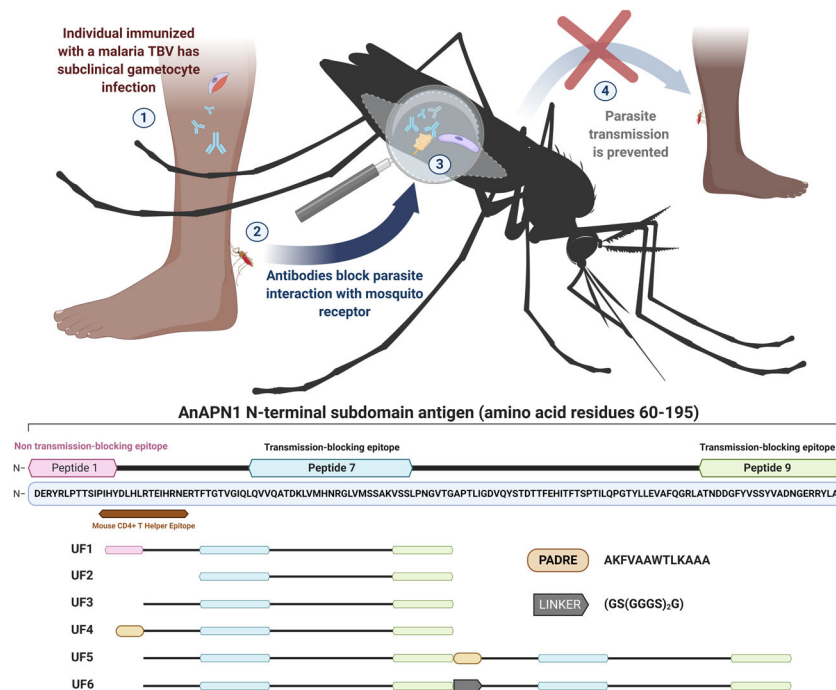 Individual immunized
with a malaria TBV has
subclinical gametocyte
infection
1
2
Antibodies block parasite
interaction with mosquito
receptor
3
4
Parasite
transmission
is prevented
AnAPN1 N-terminal subdomain antigen (amino acid residues 60-195)
Non transmission-blocking epitope
Transmission-blocking epitope
Transmission-blocking epitope
N- Peptide 1 Peptide 7 Peptide 9
N- DERYRLPTTSIPIHYDLHLRTEIHRNERTFTGTVGIQLQVVQATDKLVMHNRGLVMSSAKVSSLPNGVTGAPTLIGDVQYSTDTTFEHITFTSPTILQPGTYLLEVAFQGRLATNDDGFYVSSYVADNGERRYLA
Mouse CD4+ T Helper Epitope
UF1
UF2
UF3
UF4
UF5
UF6
PADRE AKFVAAWTLKAAA
LINKER (GS(GGGS)₂G)